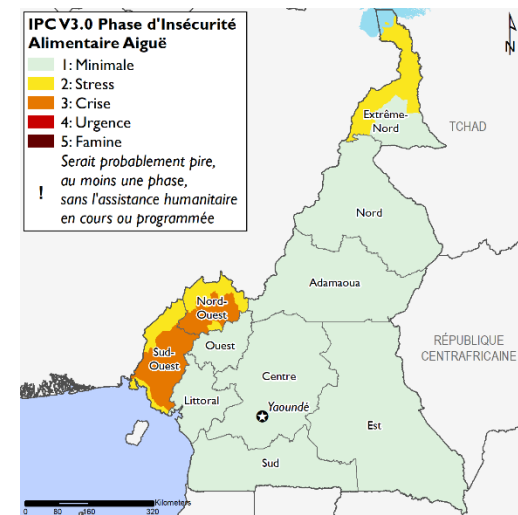 IPC V3.0 Phase d'Insécurité
Alimentaire Aiguë
1: Minimale
2: Stress
3: Crise
4: Urgence
5: Famine
! Serait probablement pire,
au moins une phase,
sans l'assistance humanitaire
en cours ou programmée
N
Extrême-
Nord
TCHAD
Nord
Adamaoua
Nord-
Ouest
Sud-
Ouest
Ouest
RÉPUBLIQUE
CENTRAFRICAINE
Centre
Littoral
Yaoundé
Est
Sud
Kilometers
0 80 160 320